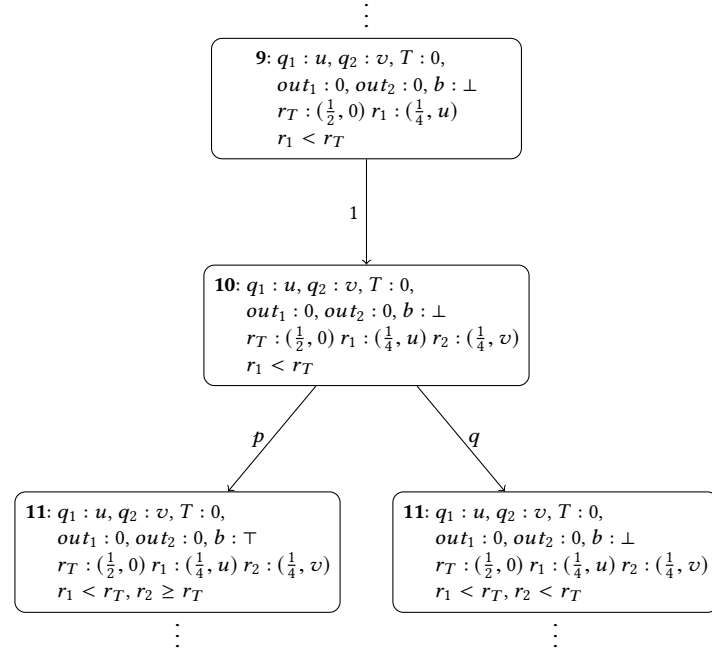 ⋮
9: q₁ : u, q₂ : v, T : 0,
out₁ : 0, out₂ : 0, b : ⊥
r_T : (½, 0) r₁ : (¼, u)
r₁ < r_T
1
10: q₁ : u, q₂ : v, T : 0,
out₁ : 0, out₂ : 0, b : ⊥
r_T : (½, 0) r₁ : (¼, u) r₂ : (¼, v)
r₁ < r_T
p
q
11: q₁ : u, q₂ : v, T : 0,
out₁ : 0, out₂ : 0, b : ⊤
r_T : (½, 0) r₁ : (¼, u) r₂ : (¼, v)
r₁ < r_T, r₂ ≥ r_T
⋮
11: q₁ : u, q₂ : v, T : 0,
out₁ : 0, out₂ : 0, b : ⊥
r_T : (½, 0) r₁ : (¼, u) r₂ : (¼, v)
r₁ < r_T, r₂ < r_T
⋮